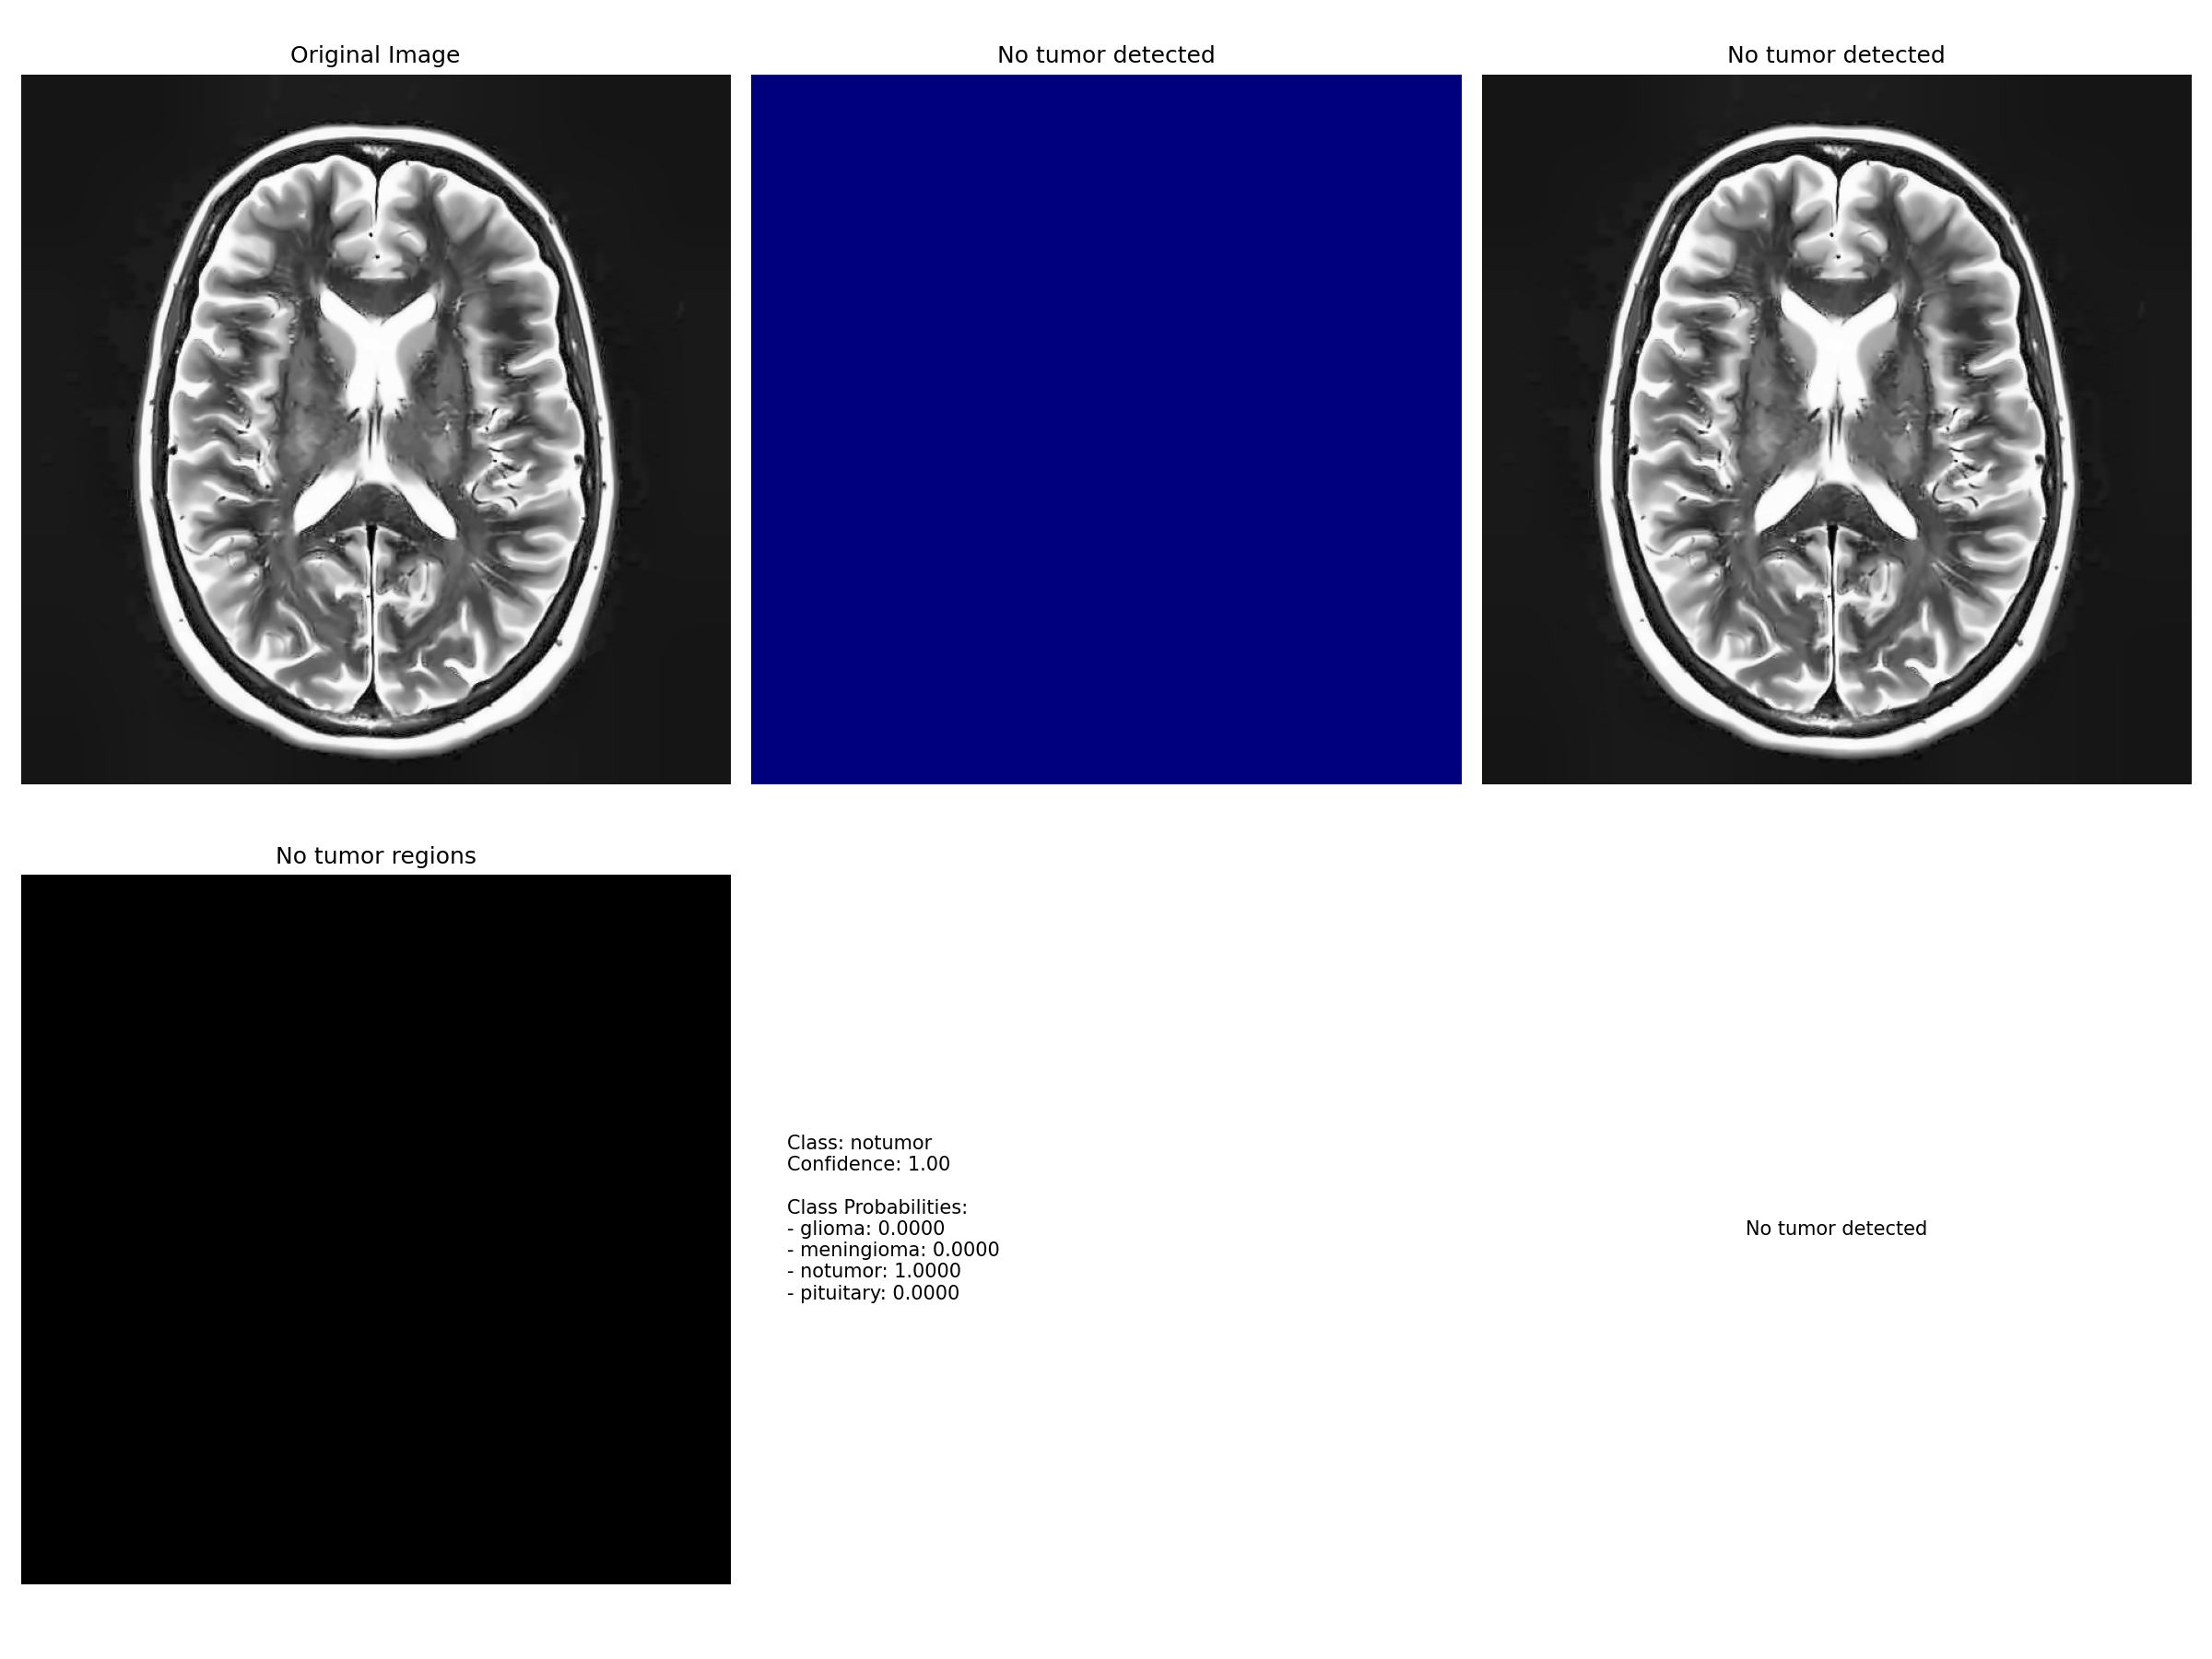 Original Image
No tumor detected
No tumor detected
No tumor regions
Class: notumor
Confidence: 1.00
Class Probabilities:
- glioma: 0.0000
- meningioma: 0.0000
- notumor: 1.0000
- pituitary: 0.0000
No tumor detected